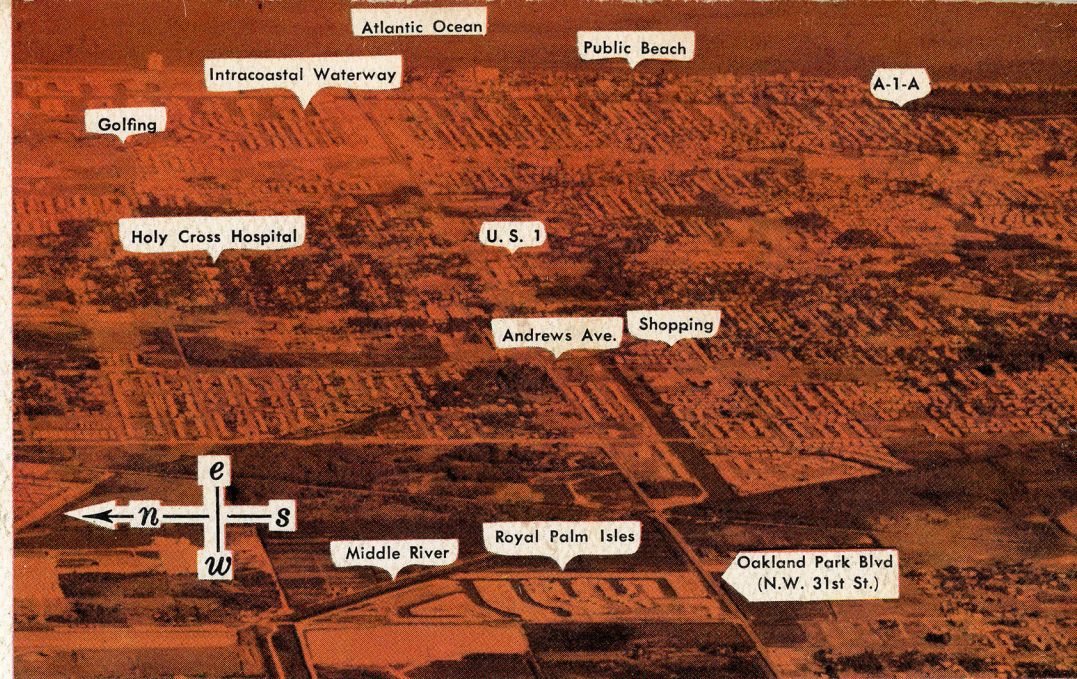 Atlantic Ocean
Public Beach
Intracoastal Waterway
A-1-A
Golfing
Holy Cross Hospital
U. S. 1
Andrews Ave.
Shopping
e
n
s
w
Middle River
Royal Palm Isles
Oakland Park Blvd
(N.W. 31st St.)